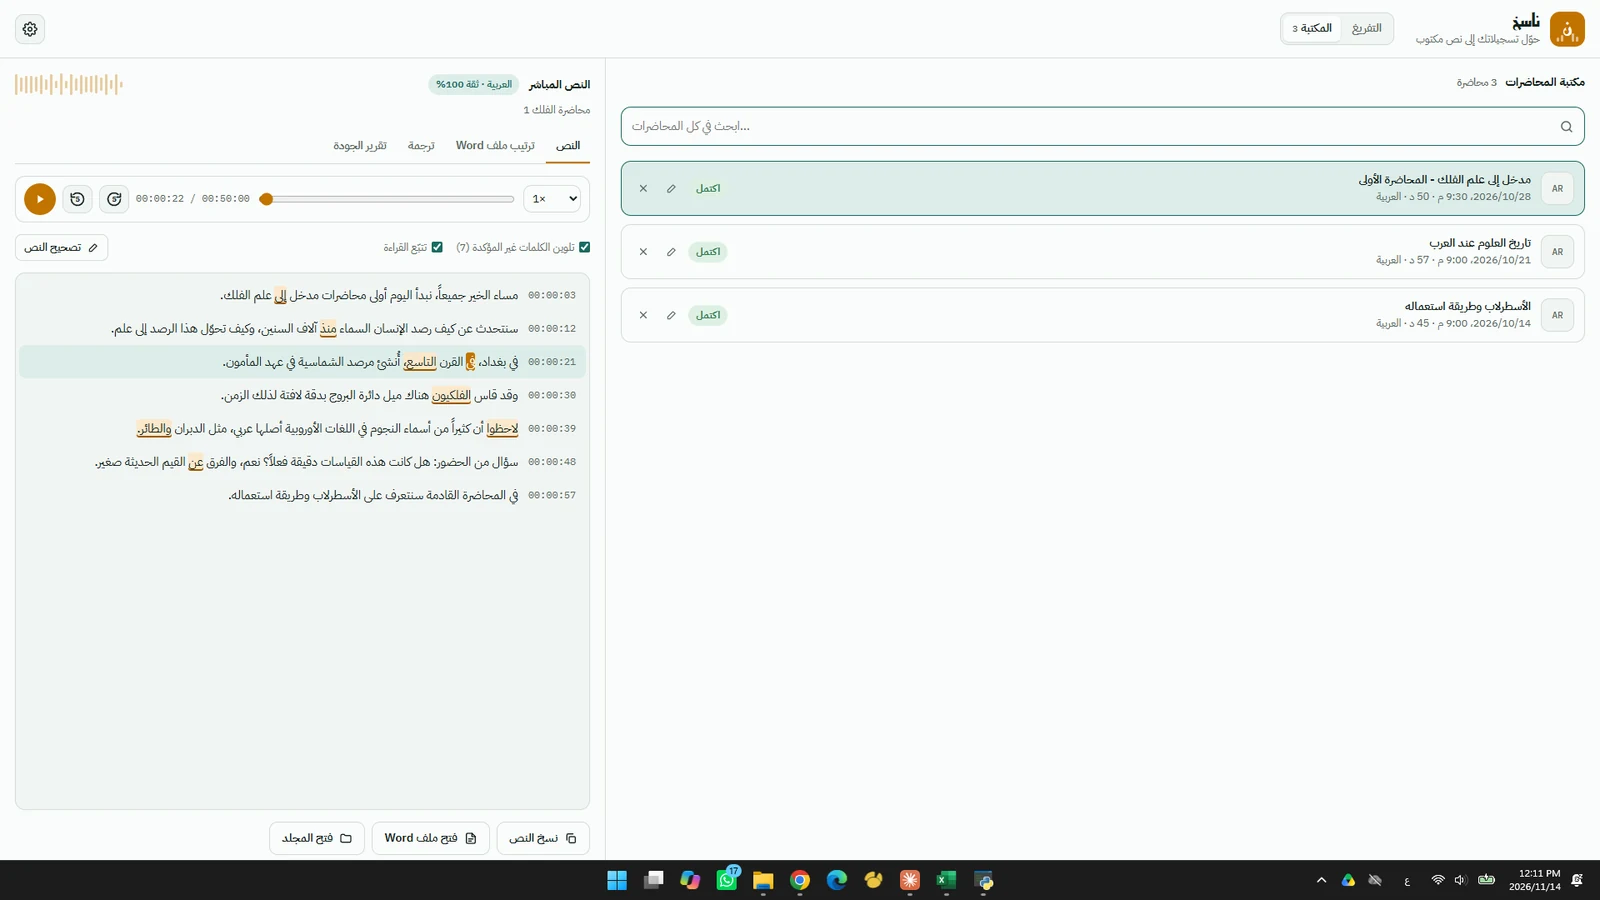 ناسخ
حوّل تسجيلاتك إلى نص مكتوب
التفريغ
المكتبة 3
مكتبة المحاضرات 3 محاضرة
ابحث في كل المحاضرات...
AR
مدخل إلى علم الفلك - المحاضرة الأولى
2026/10/28، 9:30 م · 50 د · العربية
اكتمل
AR
تاريخ العلوم عند العرب
2026/10/21، 9:00 م · 57 د · العربية
اكتمل
AR
الأسطرلاب وطريقة استعماله
2026/10/14، 9:00 م · 45 د · العربية
اكتمل
النص المباشر العربية · ثقة 100%
محاضرة الفلك 1
النص ترتيب ملف Word ترجمة تقرير الجودة
00:00:22 / 00:50:00
1×
تلوين الكلمات غير المؤكدة (7) تتبّع القراءة
تصحيح النص
00:00:03 مساء الخير جميعاً، نبدأ اليوم أولى محاضرات مدخل إلى علم الفلك.
00:00:12 سنتحدث عن كيف رصد الإنسان السماء منذ آلاف السنين، وكيف تحوّل هذا الرصد إلى علم.
00:00:21 في بغداد، في القرن التاسع، أُنشئ مرصد الشماسية في عهد المأمون.
00:00:30 وقد قاس الفلكيون هناك ميل دائرة البروج بدقة لافتة لذلك الزمن.
00:00:39 لاحظوا أن كثيراً من أسماء النجوم في اللغات الأوروبية أصلها عربي، مثل الدبران والطائر.
00:00:48 سؤال من الحضور: هل كانت هذه القياسات دقيقة فعلاً؟ نعم، والفرق عن القيم الحديثة صغير.
00:00:57 في المحاضرة القادمة سنتعرف على الأسطرلاب وطريقة استعماله.
نسخ النص
فتح ملف Word
فتح المجلد
17
ع
12:11 PM
2026/11/14